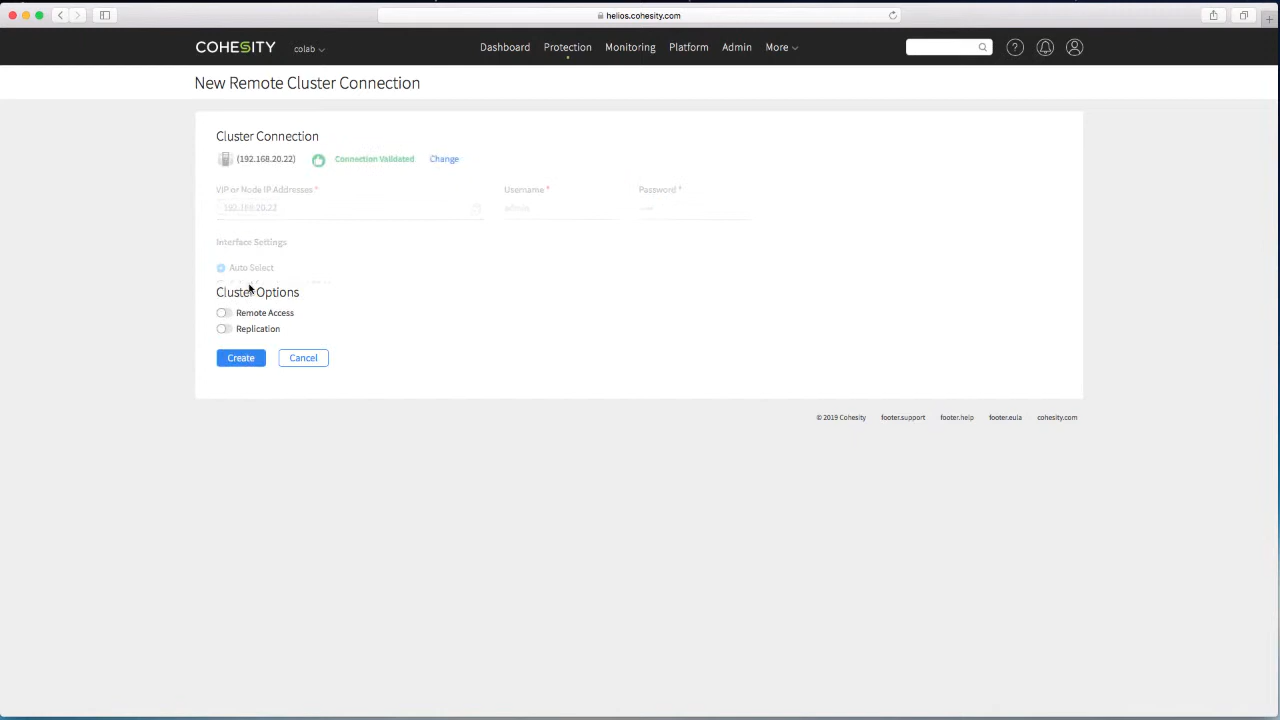 helios.cohesity.com
COHESITY colab Dashboard Protection Monitoring Platform Admin More
New Remote Cluster Connection
Cluster Connection
(192.168.20.22) Connection Validated Change
VIP or Node IP Addresses * Username * Password *
192.168.20.22 admin
Interface Settings
Auto Select
Cluster Options
Remote Access
Replication
Create Cancel
© 2019 Cohesity footer.support footer.help footer.eula cohesity.com